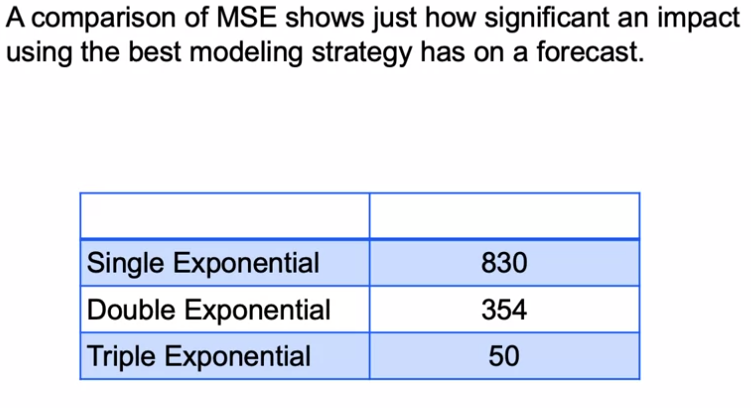 A comparison of MSE shows just how significant an impact
using the best modeling strategy has on a forecast.
Single Exponential 830
Double Exponential 354
Triple Exponential 50